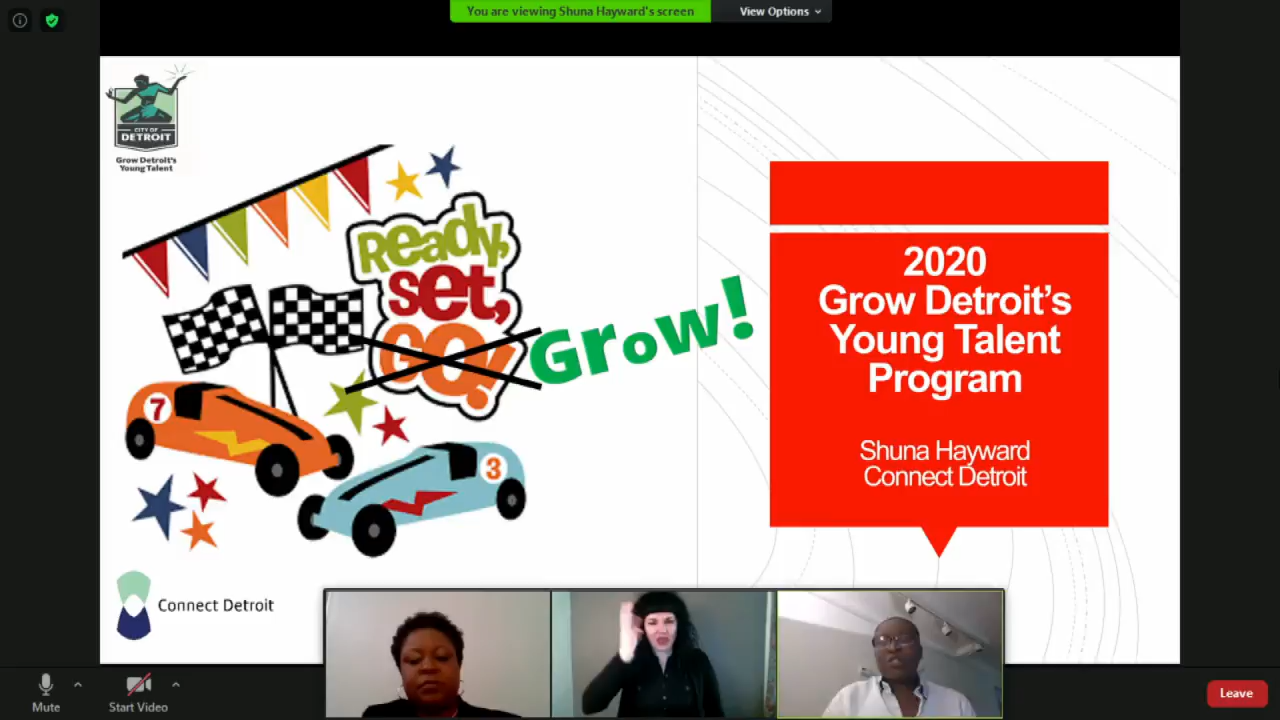 You are viewing Shuna Hayward's screen
View Options
CITY OF
DETROIT
Grow Detroit's
Young Talent
Ready,
set,
GO!
Grow!
7
3
2020
Grow Detroit's
Young Talent
Program
Shuna Hayward
Connect Detroit
Connect Detroit
Mute
Start Video
Leave